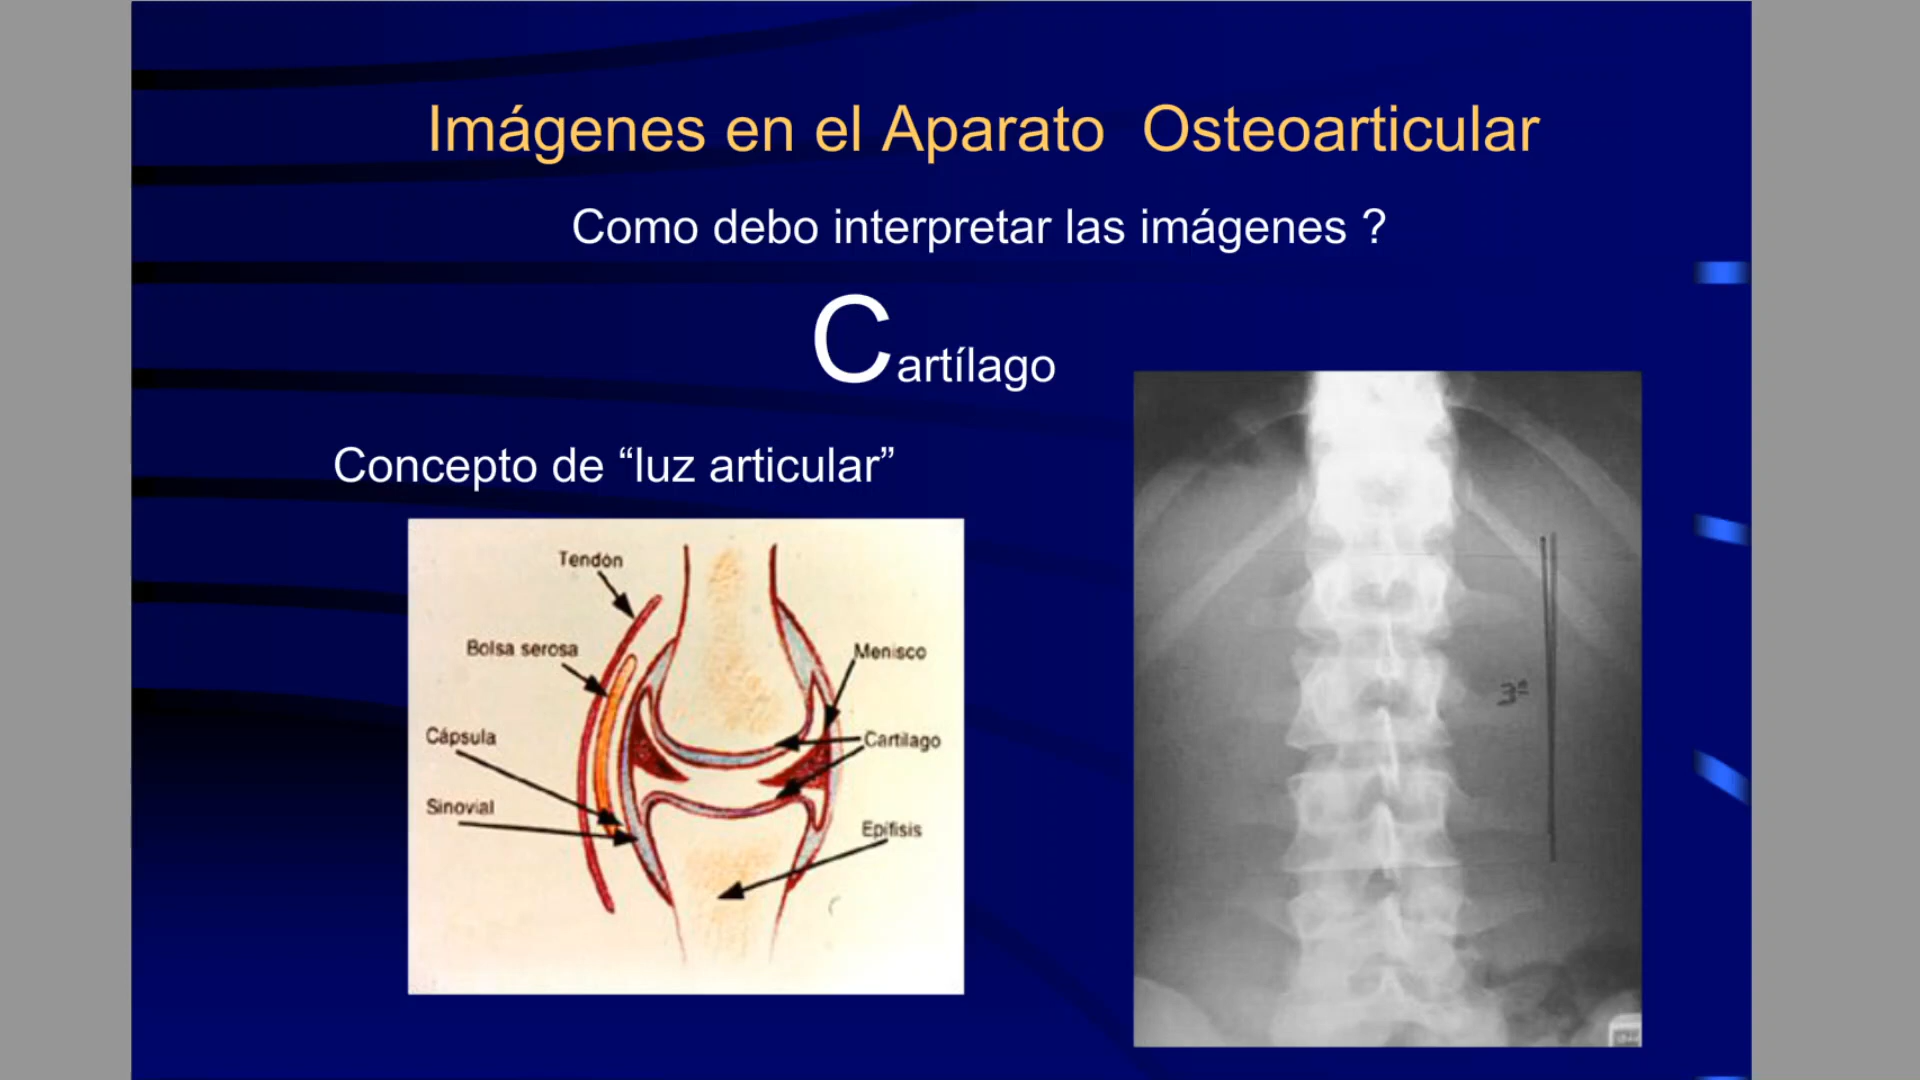 Imágenes en el Aparato Osteoarticular
Como debo interpretar las imágenes ?
Cartílago
Concepto de “luz articular”
Tendón
Bolsa serosa
Menisco
Cápsula
Cartilago
Sinovial
Epífisis
3ª